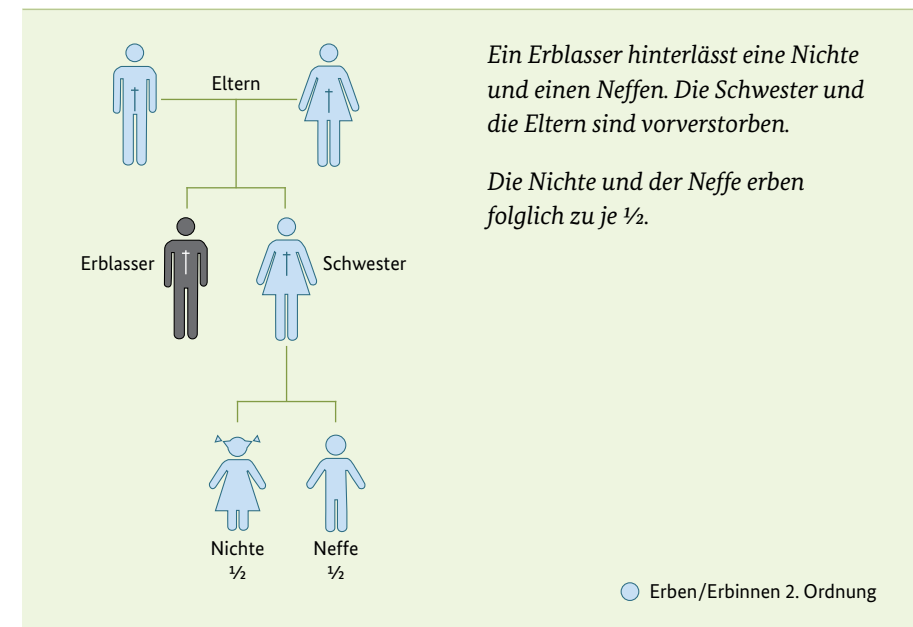 Eltern
Ein Erblasser hinterlässt eine Nichte
und einen Neffen. Die Schwester und
die Eltern sind vorverstorben.
Die Nichte und der Neffe erben
folglich zu je ½.
Erblasser
Schwester
Nichte
½
Neffe
½
Erben/Erbinnen 2. Ordnung